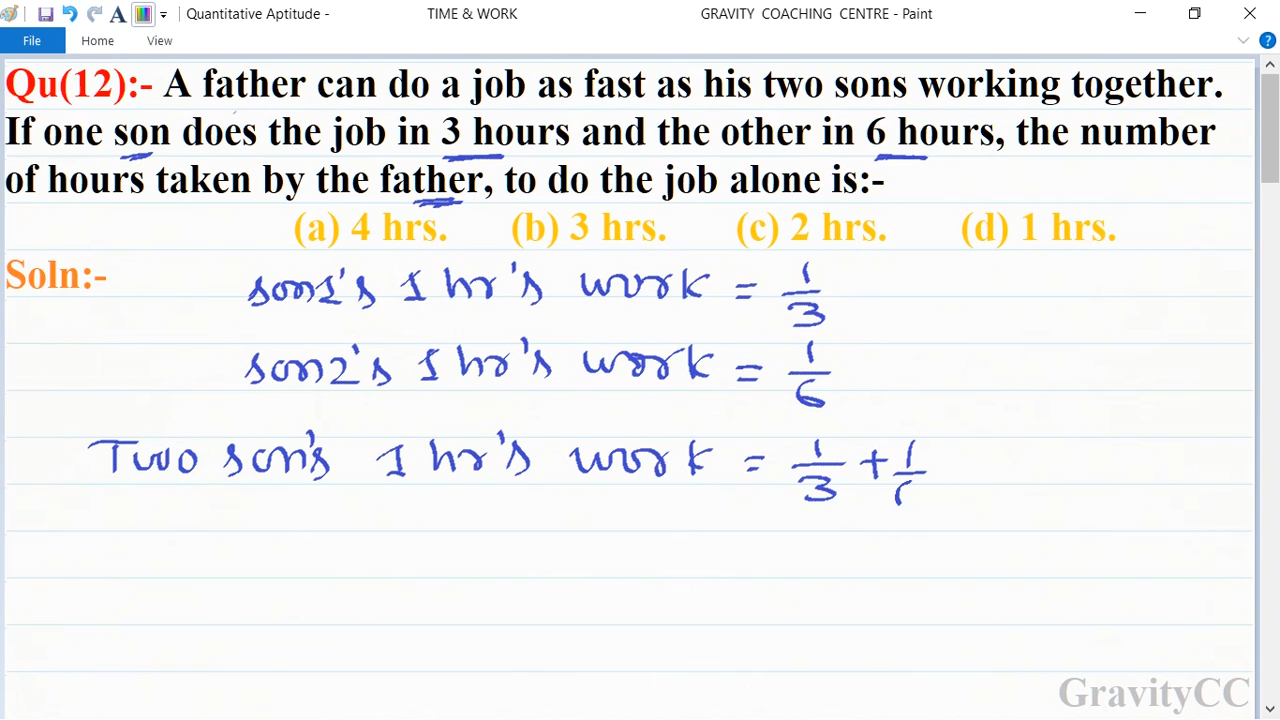 Quantitative Aptitude - TIME & WORK GRAVITY COACHING CENTRE - Paint
File Home View
Qu(12):- A father can do a job as fast as his two sons working together.
If one son does the job in 3 hours and the other in 6 hours, the number
of hours taken by the father, to do the job alone is:-
(a) 4 hrs. (b) 3 hrs. (c) 2 hrs. (d) 1 hrs.
Soln:- son1's 1 hr's work = 1/3
son2's 1 hr's work = 1/6
Two son's 1 hr's work = 1/3 + 1/
GravityCC